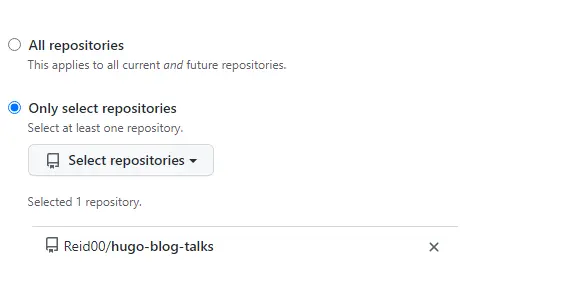 All repositories
This applies to all current and future repositories.
Only select repositories
Select at least one repository.
Select repositories
Selected 1 repository.
Reid00/hugo-blog-talks